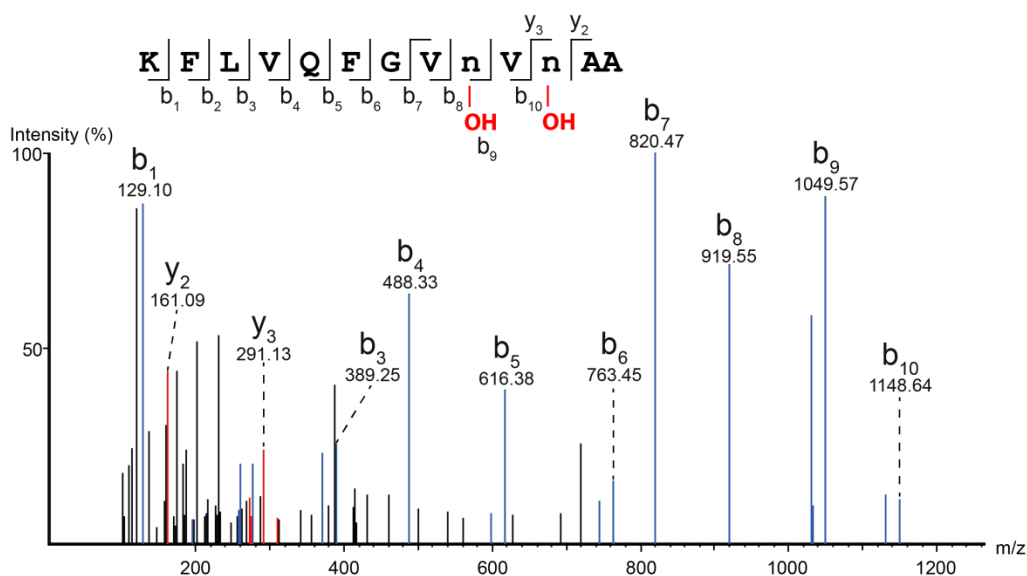 y₃ y₂
K F L V Q F G V n V n AA
b₁ b₂ b₃ b₄ b₅ b₆ b₇ b₈ b₁₀
OH OH
b₉
Intensity (%)
100
50
b₁
129.10
y₂
161.09
y₃
291.13
b₃
389.25
b₄
488.33
b₅
616.38
b₆
763.45
b₇
820.47
b₈
919.55
b₉
1049.57
b₁₀
1148.64
200 400 600 800 1000 1200 m/z